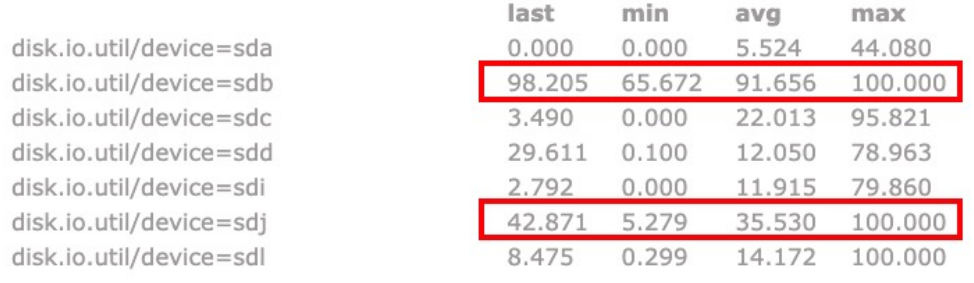 last min avg max
disk.io.util/device=sda 0.000 0.000 5.524 44.080
disk.io.util/device=sdb 98.205 65.672 91.656 100.000
disk.io.util/device=sdc 3.490 0.000 22.013 95.821
disk.io.util/device=sdd 29.611 0.100 12.050 78.963
disk.io.util/device=sdi 2.792 0.000 11.915 79.860
disk.io.util/device=sdj 42.871 5.279 35.530 100.000
disk.io.util/device=sdl 8.475 0.299 14.172 100.000